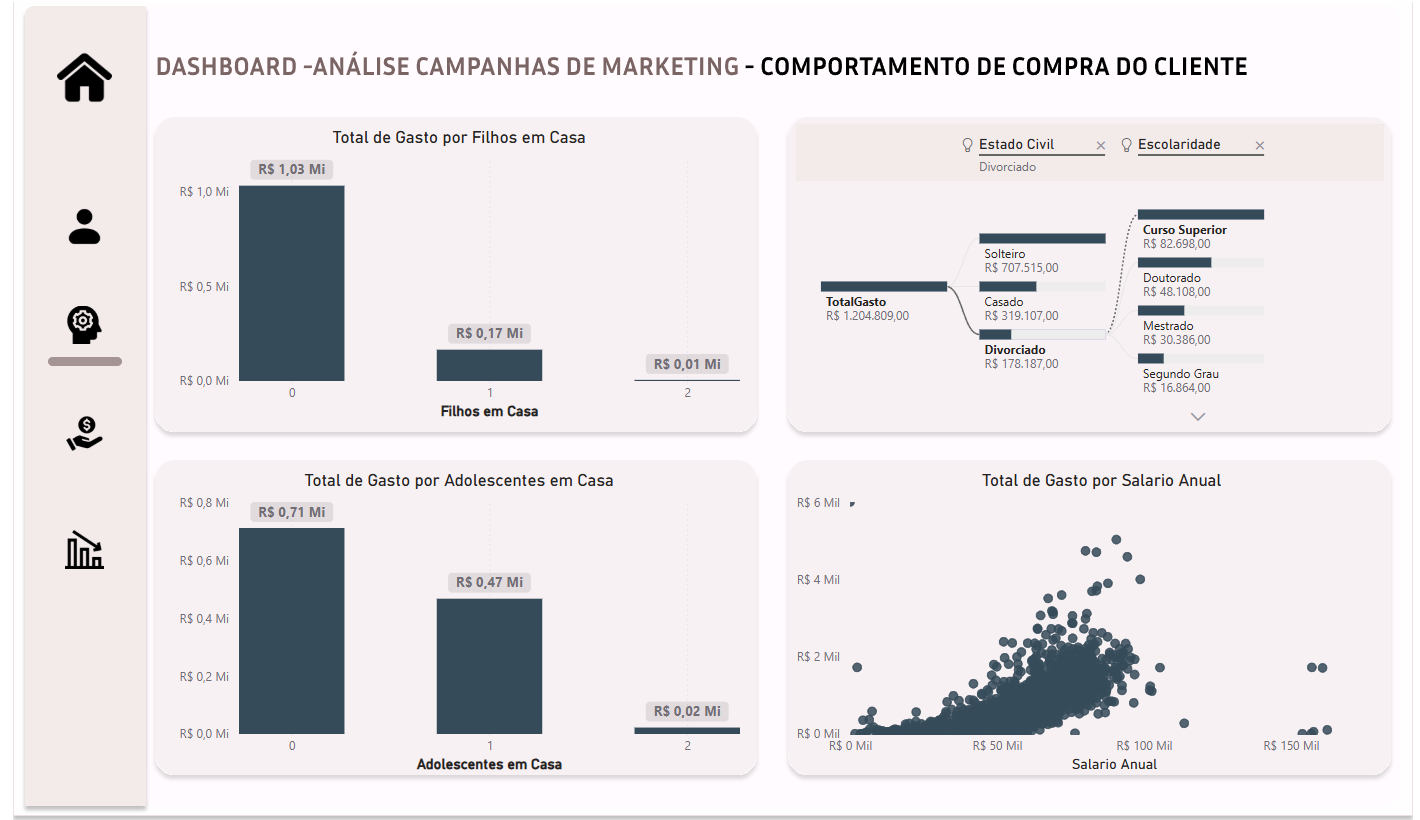 DASHBOARD -ANÁLISE CAMPANHAS DE MARKETING - COMPORTAMENTO DE COMPRA DO CLIENTE
Total de Gasto por Filhos em Casa
R$ 1,0 Mi
R$ 0,5 Mi
R$ 0,0 Mi
R$ 1,03 Mi
R$ 0,17 Mi
R$ 0,01 Mi
0
1
2
Filhos em Casa
Estado Civil
Divorciado
Escolaridade
TotalGasto
R$ 1.204.809,00
Solteiro
R$ 707.515,00
Casado
R$ 319.107,00
Divorciado
R$ 178.187,00
Curso Superior
R$ 82.698,00
Doutorado
R$ 48.108,00
Mestrado
R$ 30.386,00
Segundo Grau
R$ 16.864,00
Total de Gasto por Adolescentes em Casa
R$ 0,8 Mi
R$ 0,6 Mi
R$ 0,4 Mi
R$ 0,2 Mi
R$ 0,0 Mi
R$ 0,71 Mi
R$ 0,47 Mi
R$ 0,02 Mi
0
1
2
Adolescentes em Casa
Total de Gasto por Salario Anual
R$ 6 Mil
R$ 4 Mil
R$ 2 Mil
R$ 0 Mil
R$ 0 Mil
R$ 50 Mil
R$ 100 Mil
R$ 150 Mil
Salario Anual